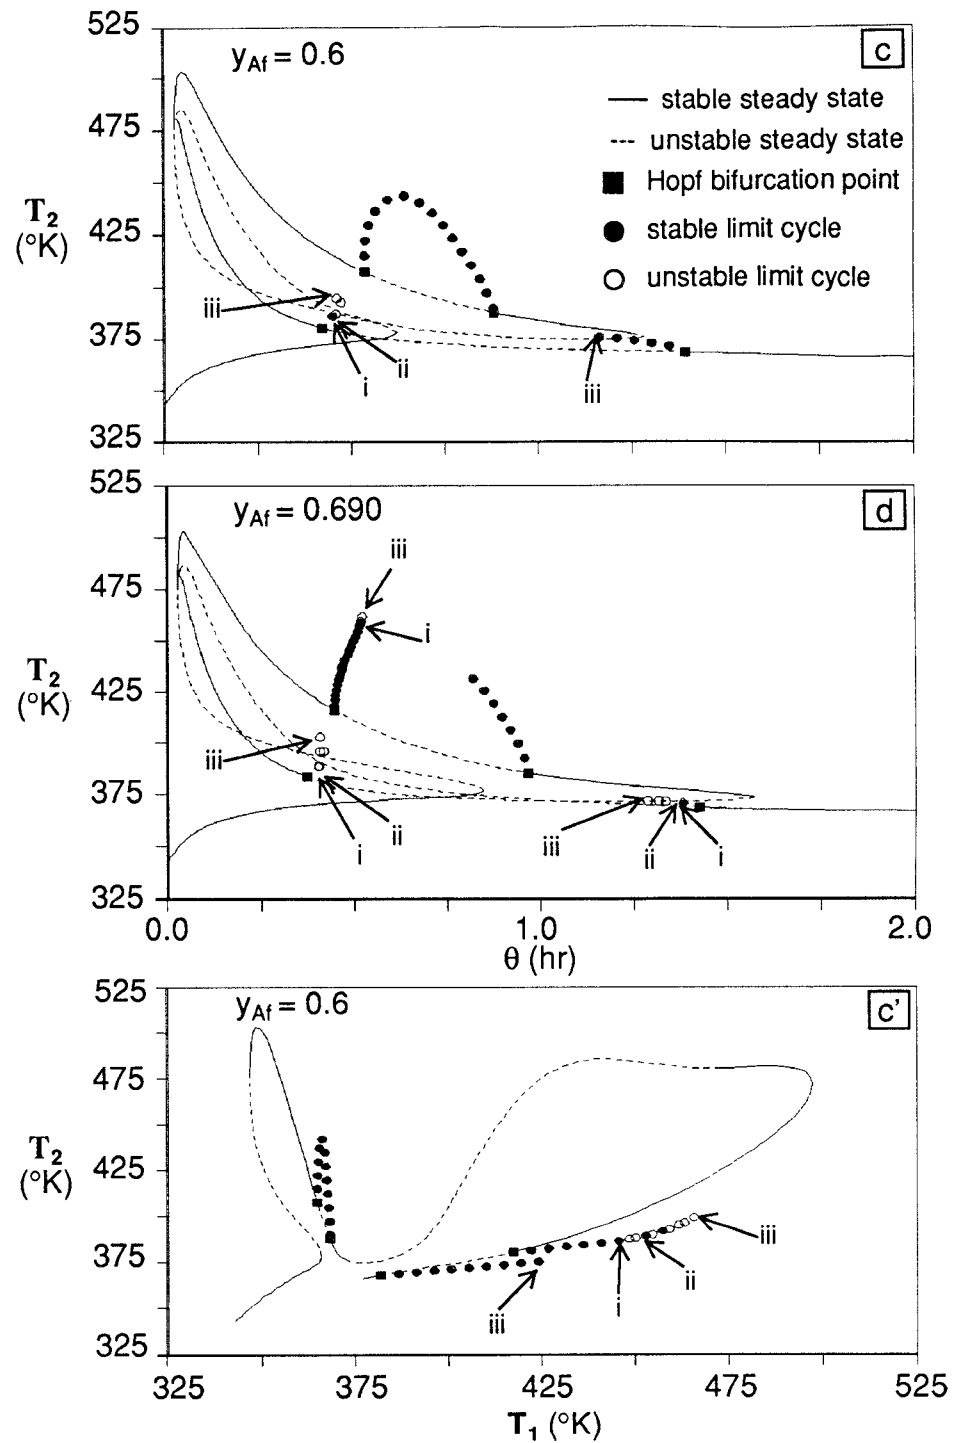 525
y_Af = 0.6
c
stable steady state
unstable steady state
Hopf bifurcation point
stable limit cycle
unstable limit cycle
475
T₂
(°K)
425
375
325
iii
i
ii
iii
525
y_Af = 0.690
d
475
T₂
(°K)
425
375
325
iii
i
iii
i
ii
iii
ii
i
0.0
1.0
2.0
θ (hr)
525
y_Af = 0.6
c'
475
T₂
(°K)
425
375
325
iii
i
ii
iii
325
375
425
475
525
T₁ (°K)